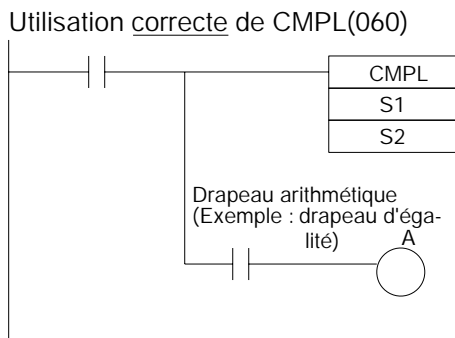 Utilisation correcte de CMPL(060)
CMPL
S1
S2
Drapeau arithmétique
(Exemple : drapeau d'éga-
lité)
A